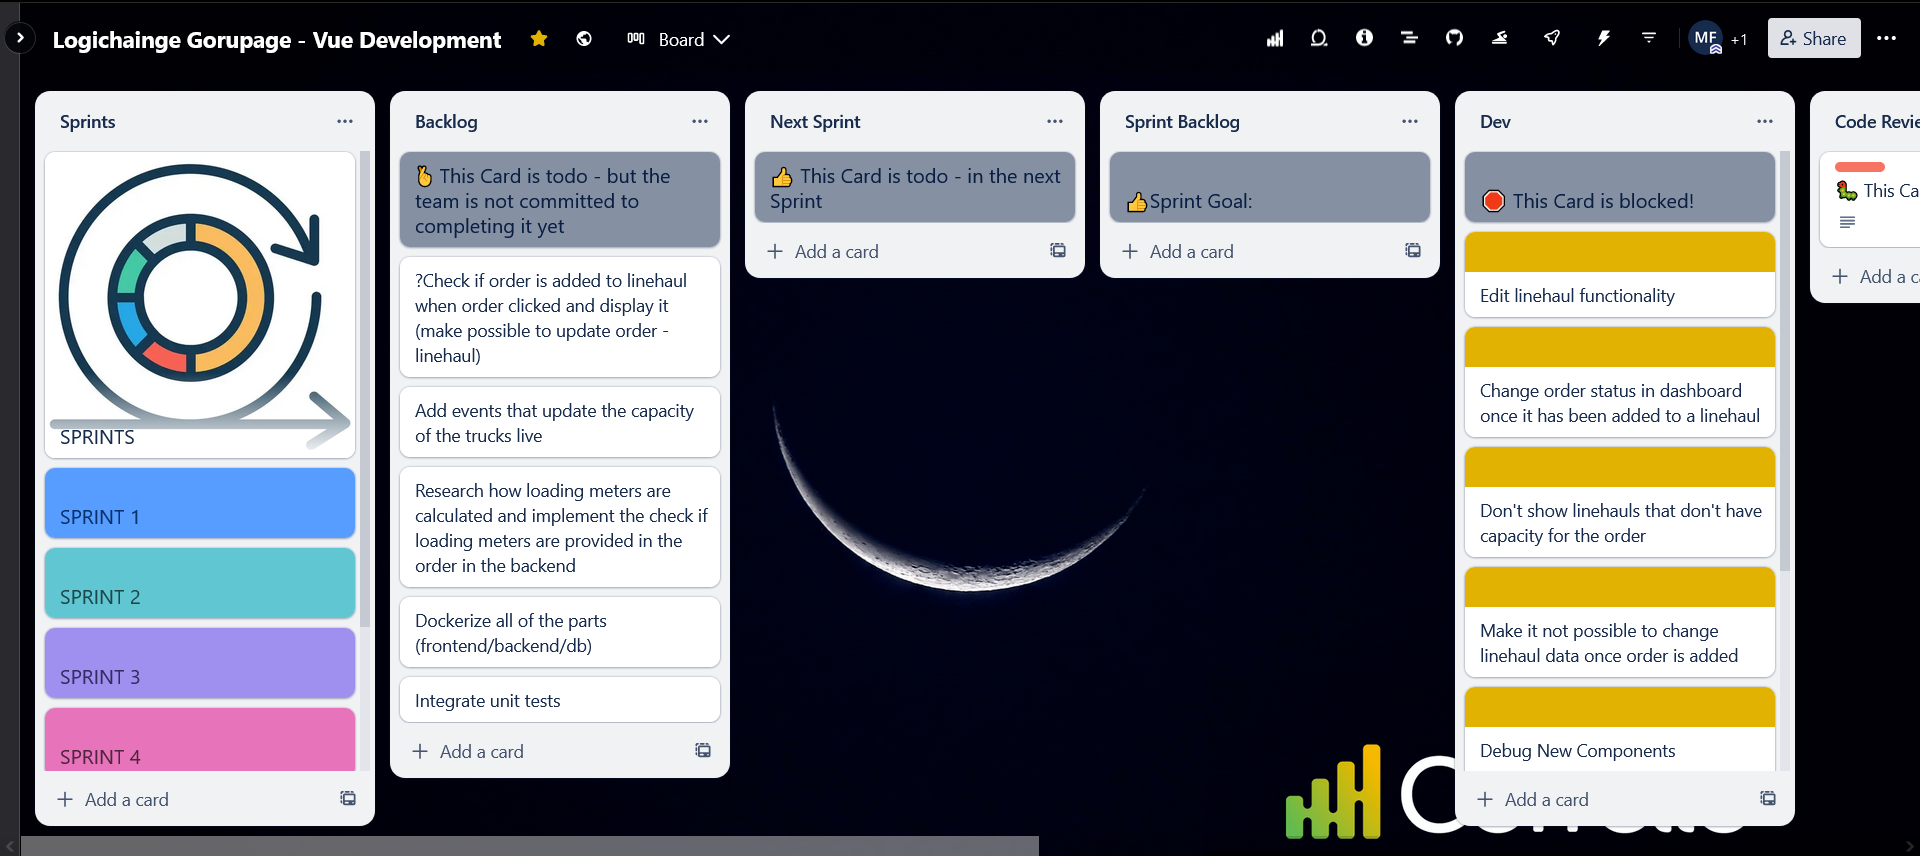 Logichainge Gorupage - Vue Development
Board
MF
+1
Share
Sprints
SPRINTS
SPRINT 1
SPRINT 2
SPRINT 3
SPRINT 4
Add a card
Backlog
This Card is todo - but the
team is not committed to
completing it yet
?Check if order is added to linehaul
when order clicked and display it
(make possible to update order -
linehaul)
Add events that update the capacity
of the trucks live
Research how loading meters are
calculated and implement the check if
loading meters are provided in the
order in the backend
Dockerize all of the parts
(frontend/backend/db)
Integrate unit tests
Add a card
Next Sprint
This Card is todo - in the next
Sprint
Add a card
Sprint Backlog
Sprint Goal:
Add a card
Dev
This Card is blocked!
Edit linehaul functionality
Change order status in dashboard
once it has been added to a linehaul
Don't show linehauls that don't have
capacity for the order
Make it not possible to change
linehaul data once order is added
Debug New Components
Add a card
Code Revie
This Ca
Add a ca